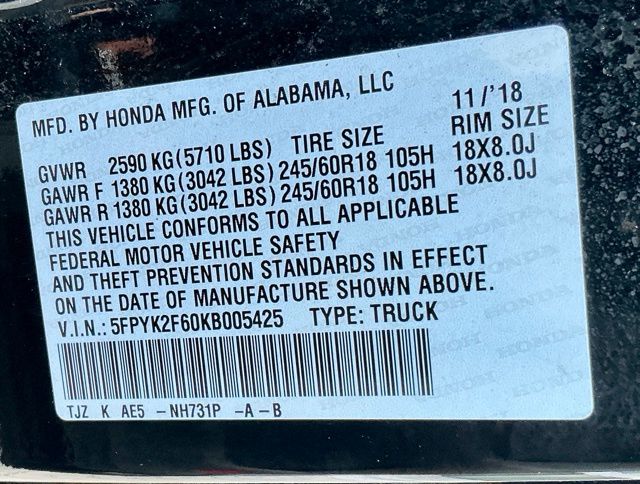 MFD. BY HONDA MFG. OF ALABAMA, LLC 11/'18
GVWR 2590 KG(5710 LBS) TIRE SIZE RIM SIZE
GAWR F 1380 KG(3042 LBS) 245/60R18 105H 18X8.0J
GAWR R 1380 KG(3042 LBS) 245/60R18 105H 18X8.0J
THIS VEHICLE CONFORMS TO ALL APPLICABLE
FEDERAL MOTOR VEHICLE SAFETY
AND THEFT PREVENTION STANDARDS IN EFFECT
ON THE DATE OF MANUFACTURE SHOWN ABOVE.
V.I.N.: 5FPYK2F60KB005425 TYPE: TRUCK
TJZ K AE5 -NH731P -A-B